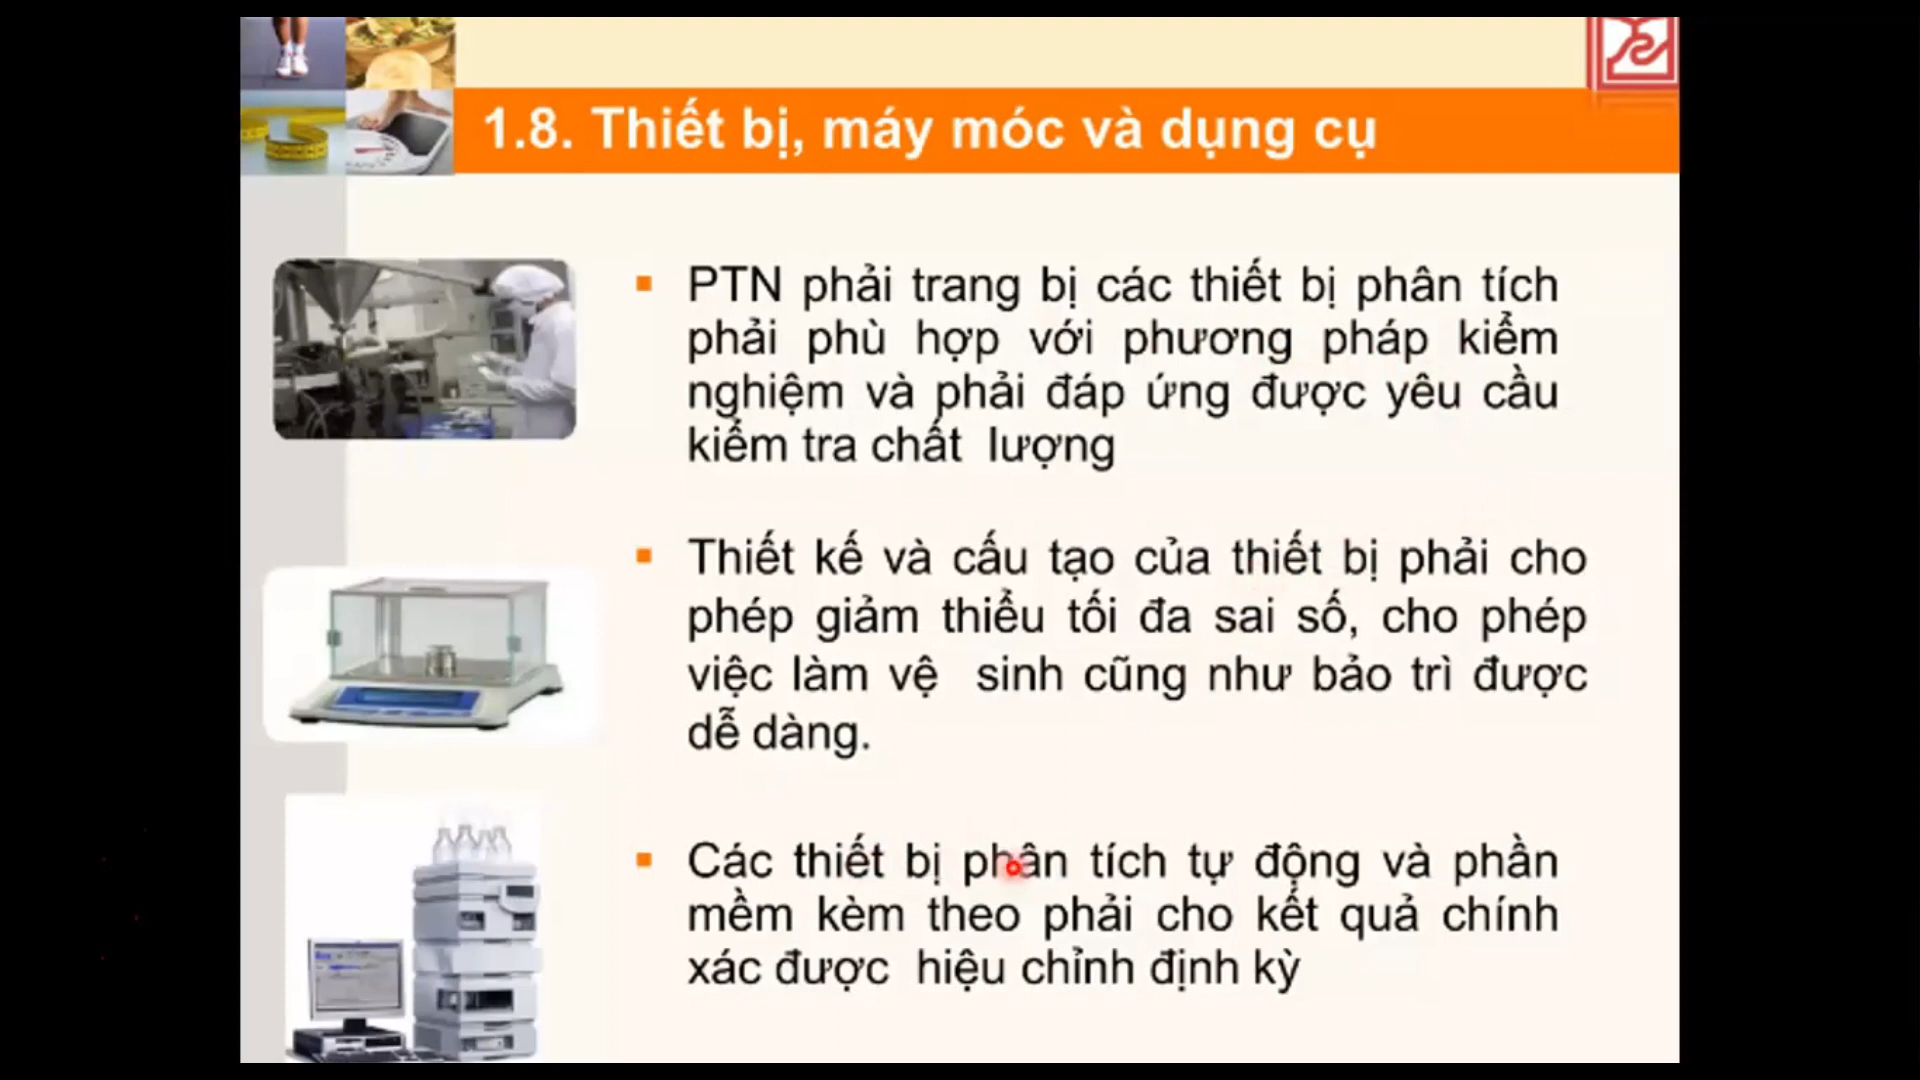 1.8. Thiết bị, máy móc và dụng cụ
PTN phải trang bị các thiết bị phân tích
phải phù hợp với phương pháp kiểm
nghiệm và phải đáp ứng được yêu cầu
kiểm tra chất lượng
Thiết kế và cấu tạo của thiết bị phải cho
phép giảm thiểu tối đa sai số, cho phép
việc làm vệ sinh cũng như bảo trì được
dễ dàng.
Các thiết bị phân tích tự động và phần
mềm kèm theo phải cho kết quả chính
xác được hiệu chỉnh định kỳ